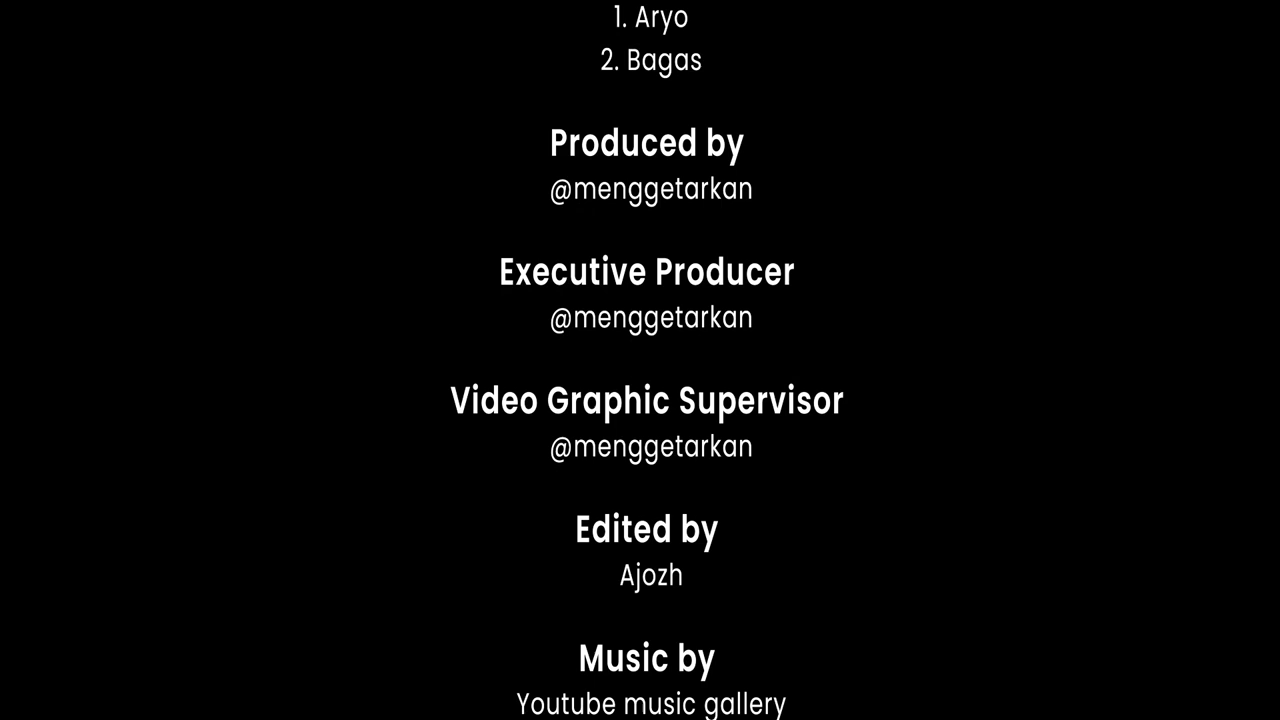 1. Aryo
2. Bagas
Produced by
@menggetarkan
Executive Producer
@menggetarkan
Video Graphic Supervisor
@menggetarkan
Edited by
Ajozh
Music by
Youtube music gallery